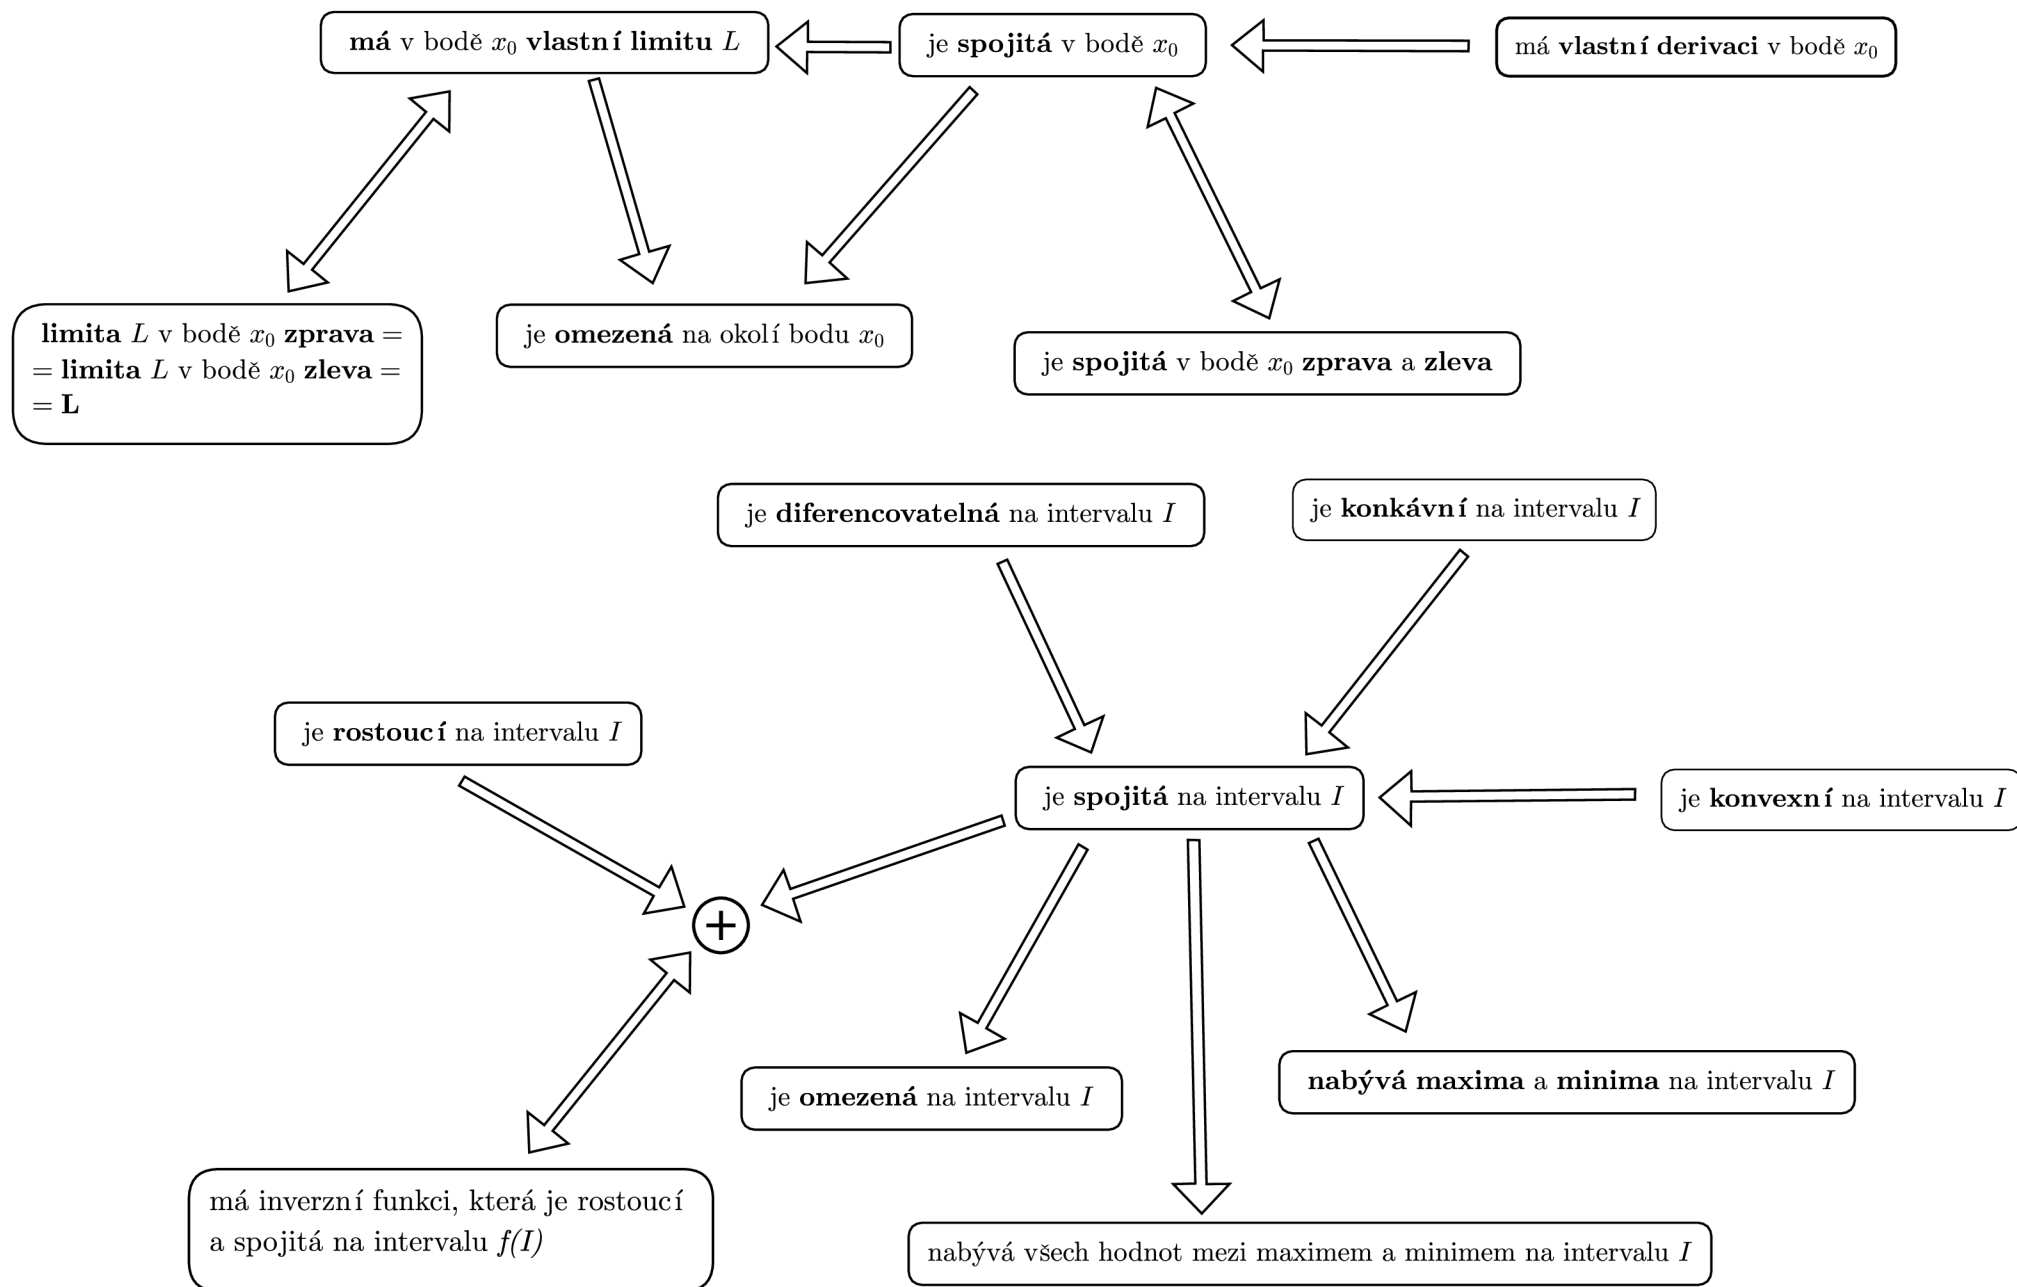 má v bodě x₀ vlastní limitu L
je spojitá v bodě x₀
má vlastní derivaci v bodě x₀
limita L v bodě x₀ zprava =
= limita L v bodě x₀ zleva =
= L
je omezená na okolí bodu x₀
je spojitá v bodě x₀ zprava a zleva
je diferencovatelná na intervalu I
je konkávní na intervalu I
je rostoucí na intervalu I
je spojitá na intervalu I
je konvexní na intervalu I
+
je omezená na intervalu I
nabývá maxima a minima na intervalu I
má inverzní funkci, která je rostoucí
a spojitá na intervalu f(I)
nabývá všech hodnot mezi maximem a minimem na intervalu I